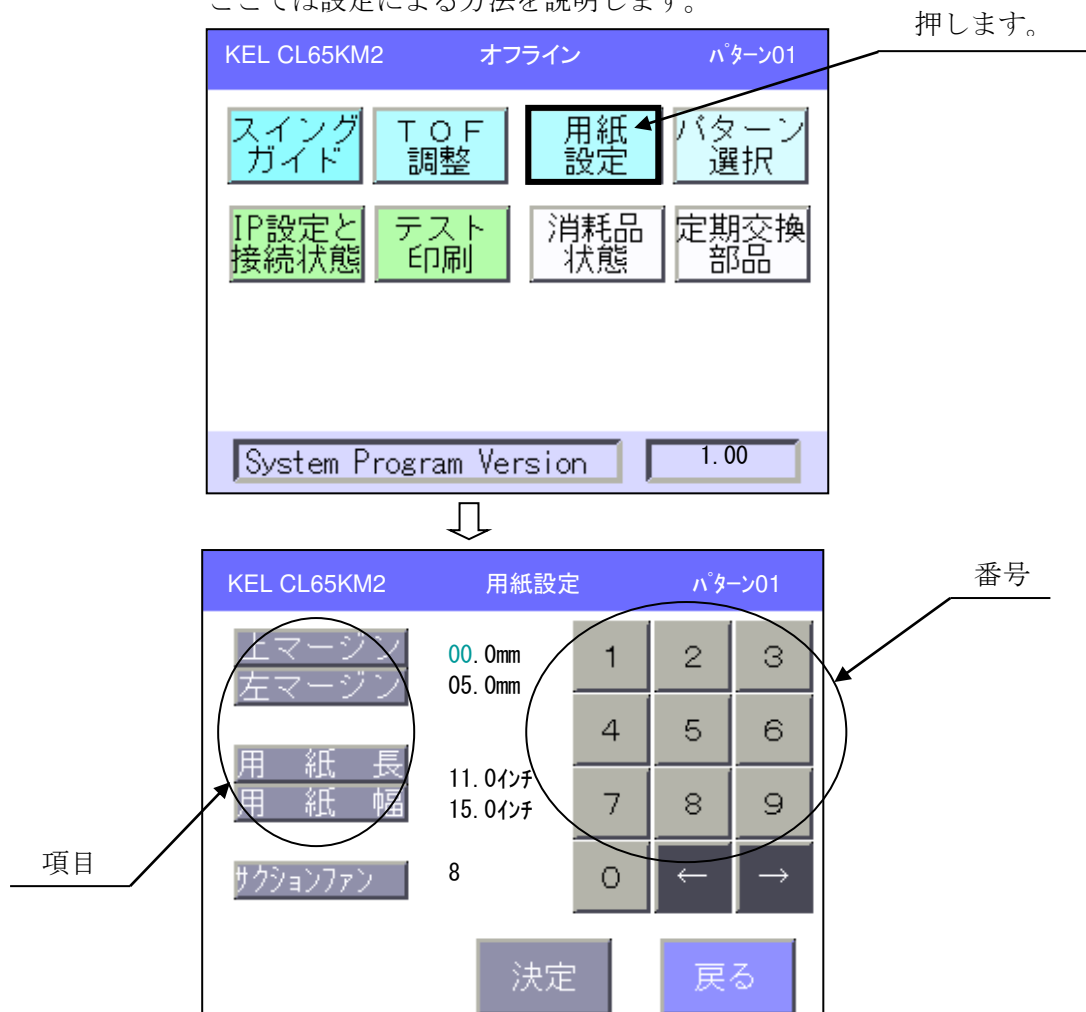 ここでは設定による方法を説明します。
押します。
KEL CL65KM2 オフライン ﾊﾟﾀｰﾝ01
スイング
ガイド
ＴＯＦ
調整
用紙
設定
パターン
選択
IP設定と
接続状態
テスト
印刷
消耗品
状態
定期交換
部品
System Program Version 1.00
KEL CL65KM2 用紙設定 ﾊﾟﾀｰﾝ01
番号
上マージン 00.0mm
左マージン 05.0mm
用 紙 長 11.0ｲﾝﾁ
用 紙 幅 15.0ｲﾝﾁ
項目
ｻｸｼｮﾝﾌｧﾝ 8
1 2 3
4 5 6
7 8 9
0 ← →
決定 戻る